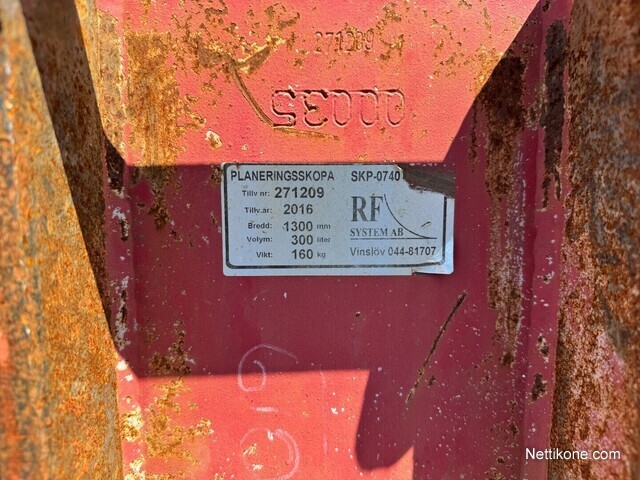 271209
SE000
PLANERINGSSKOPA SKP-0740
Tillv nr: 271209
Tillv.år: 2016
Bredd: 1300 mm
Volym: 300 liter
Vikt: 160 kg
RF
SYSTEM AB
Vinslöv 044-81707
Nettikone.com